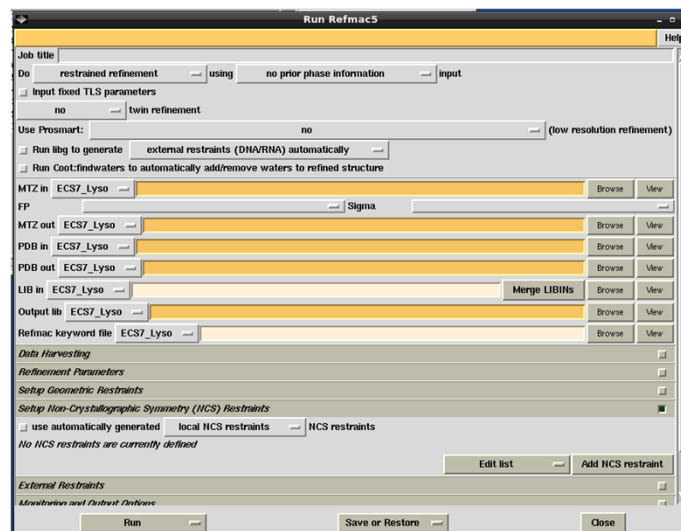 Run Refmac5
Help
Job title
Do restrained refinement using no prior phase information input
Input fixed TLS parameters
no twin refinement
Use Prosmart: no (low resolution refinement)
Run libg to generate external restraints (DNA/RNA) automatically
Run Coot:findwaters to automatically add/remove waters to refined structure
MTZ in ECS7_Lyso Browse View
FP Sigma
MTZ out ECS7_Lyso Browse View
PDB in ECS7_Lyso Browse View
PDB out ECS7_Lyso Browse View
LIB in ECS7_Lyso Merge LIBINs Browse View
Output lib ECS7_Lyso Browse View
Refmac keyword file ECS7_Lyso Browse View
Data Harvesting
Refinement Parameters
Setup Geometric Restraints
Setup Non-Crystallographic Symmetry (NCS) Restraints
use automatically generated local NCS restraints NCS restraints
No NCS restraints are currently defined
Edit list Add NCS restraint
External Restraints
Monitoring and Output Options
Run Save or Restore Close